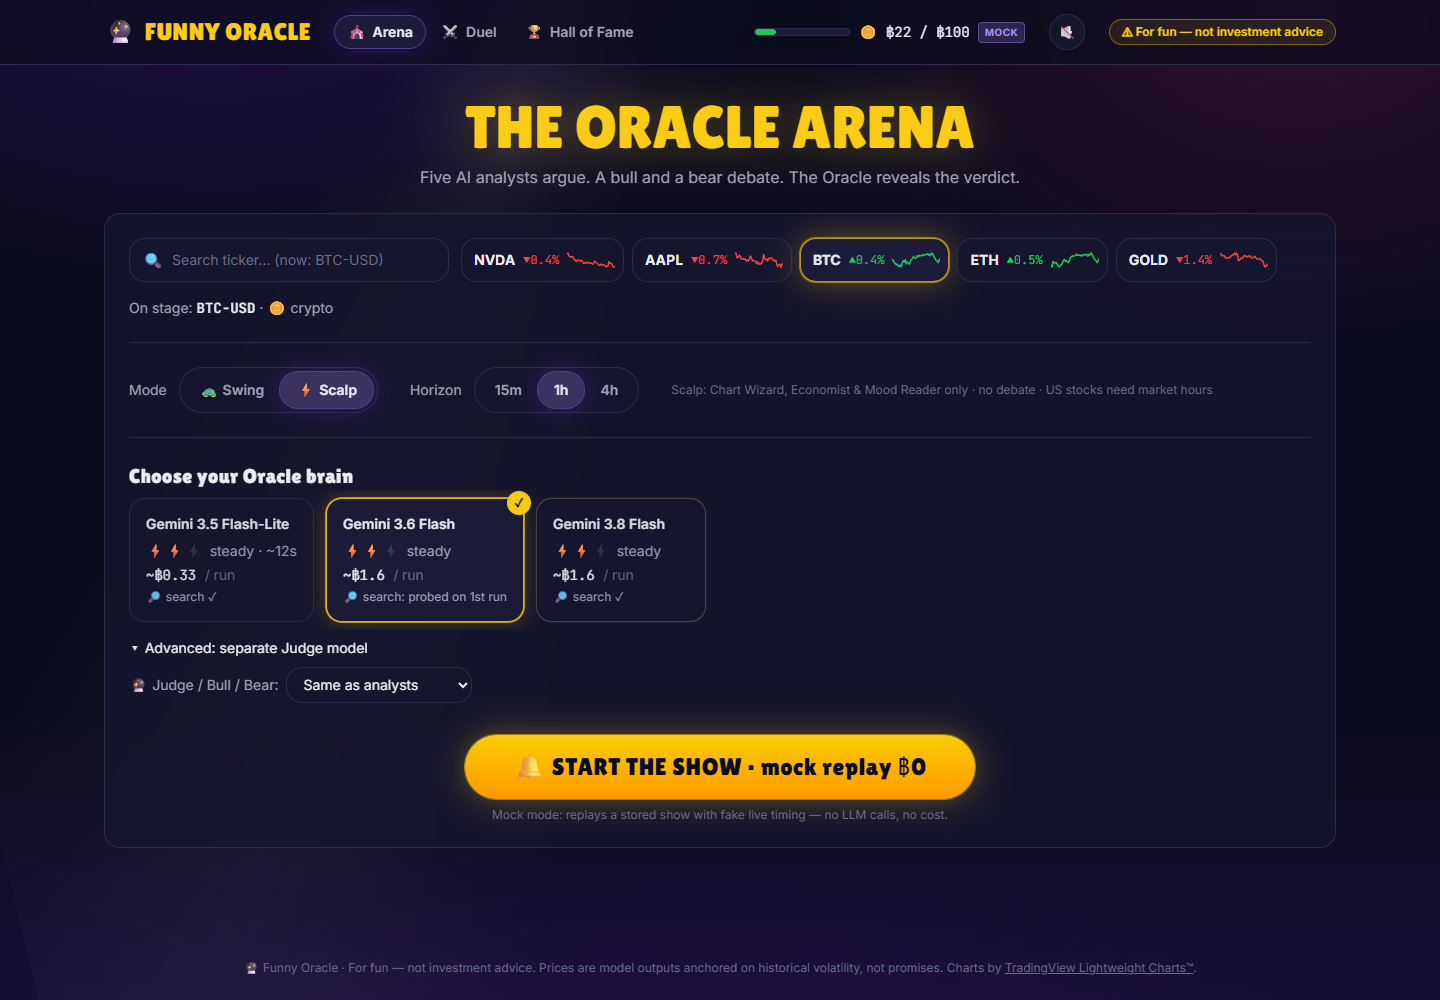 FUNNY ORACLE
Arena
Duel
Hall of Fame
฿22 / ฿100
MOCK
⚠ For fun — not investment advice
THE ORACLE ARENA
Five AI analysts argue. A bull and a bear debate. The Oracle reveals the verdict.
Search ticker... (now: BTC-USD)
NVDA ▼0.4%
AAPL ▼0.7%
BTC ▲0.4%
ETH ▲0.5%
GOLD ▼1.4%
On stage: BTC-USD · crypto
Mode
Swing
Scalp
Horizon
15m
1h
4h
Scalp: Chart Wizard, Economist & Mood Reader only · no debate · US stocks need market hours
Choose your Oracle brain
Gemini 3.5 Flash-Lite
steady · ~12s
~฿0.33 / run
search ✓
Gemini 3.6 Flash
steady
~฿1.6 / run
search: probed on 1st run
✓
Gemini 3.8 Flash
steady
~฿1.6 / run
search ✓
▼ Advanced: separate Judge model
Judge / Bull / Bear:
Same as analysts
START THE SHOW · mock replay ฿0
Mock mode: replays a stored show with fake live timing — no LLM calls, no cost.
Funny Oracle · For fun — not investment advice. Prices are model outputs anchored on historical volatility, not promises. Charts by TradingView Lightweight Charts™.